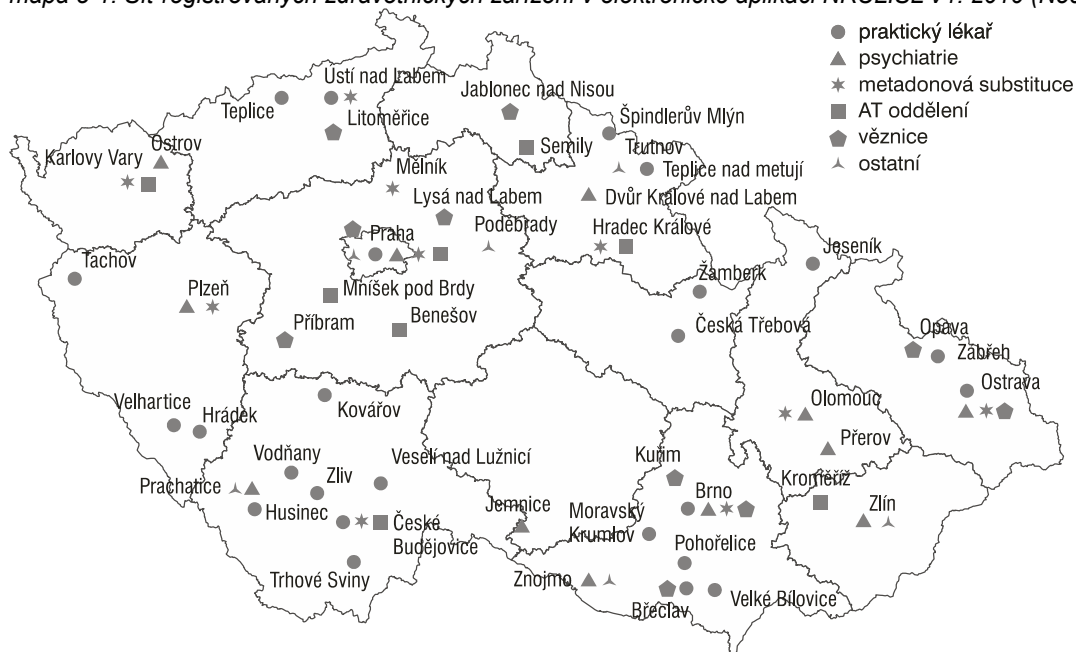 praktický lékař
psychiatrie
metadonová substituce
AT oddělení
věznice
ostatní
Ústí nad Labem
Teplice
Litoměřice
Jablonec nad Nisou
Semily
Špindlerův Mlýn
Trutnov
Teplice nad metují
Dvůr Králové nad Labem
Hradec Králové
Ostrov
Karlovy Vary
Mělník
Lysá nad Labem
Poděbrady
Praha
Mníšek pod Brdy
Benešov
Příbram
Tachov
Plzeň
Jeseník
Žamberk
Česká Třebová
Opava
Zábřeh
Ostrava
Olomouc
Přerov
Velhartice
Hrádek
Kovářov
Vodňany
Zliv
Veselí nad Lužnicí
Prachatice
Husinec
České
Budějovice
Trhové Sviny
Jemnice
Kuřim
Brno
Moravský
Krumlov
Pohořelice
Znojmo
Břeclav
Velké Bílovice
Kroměříž
Zlín